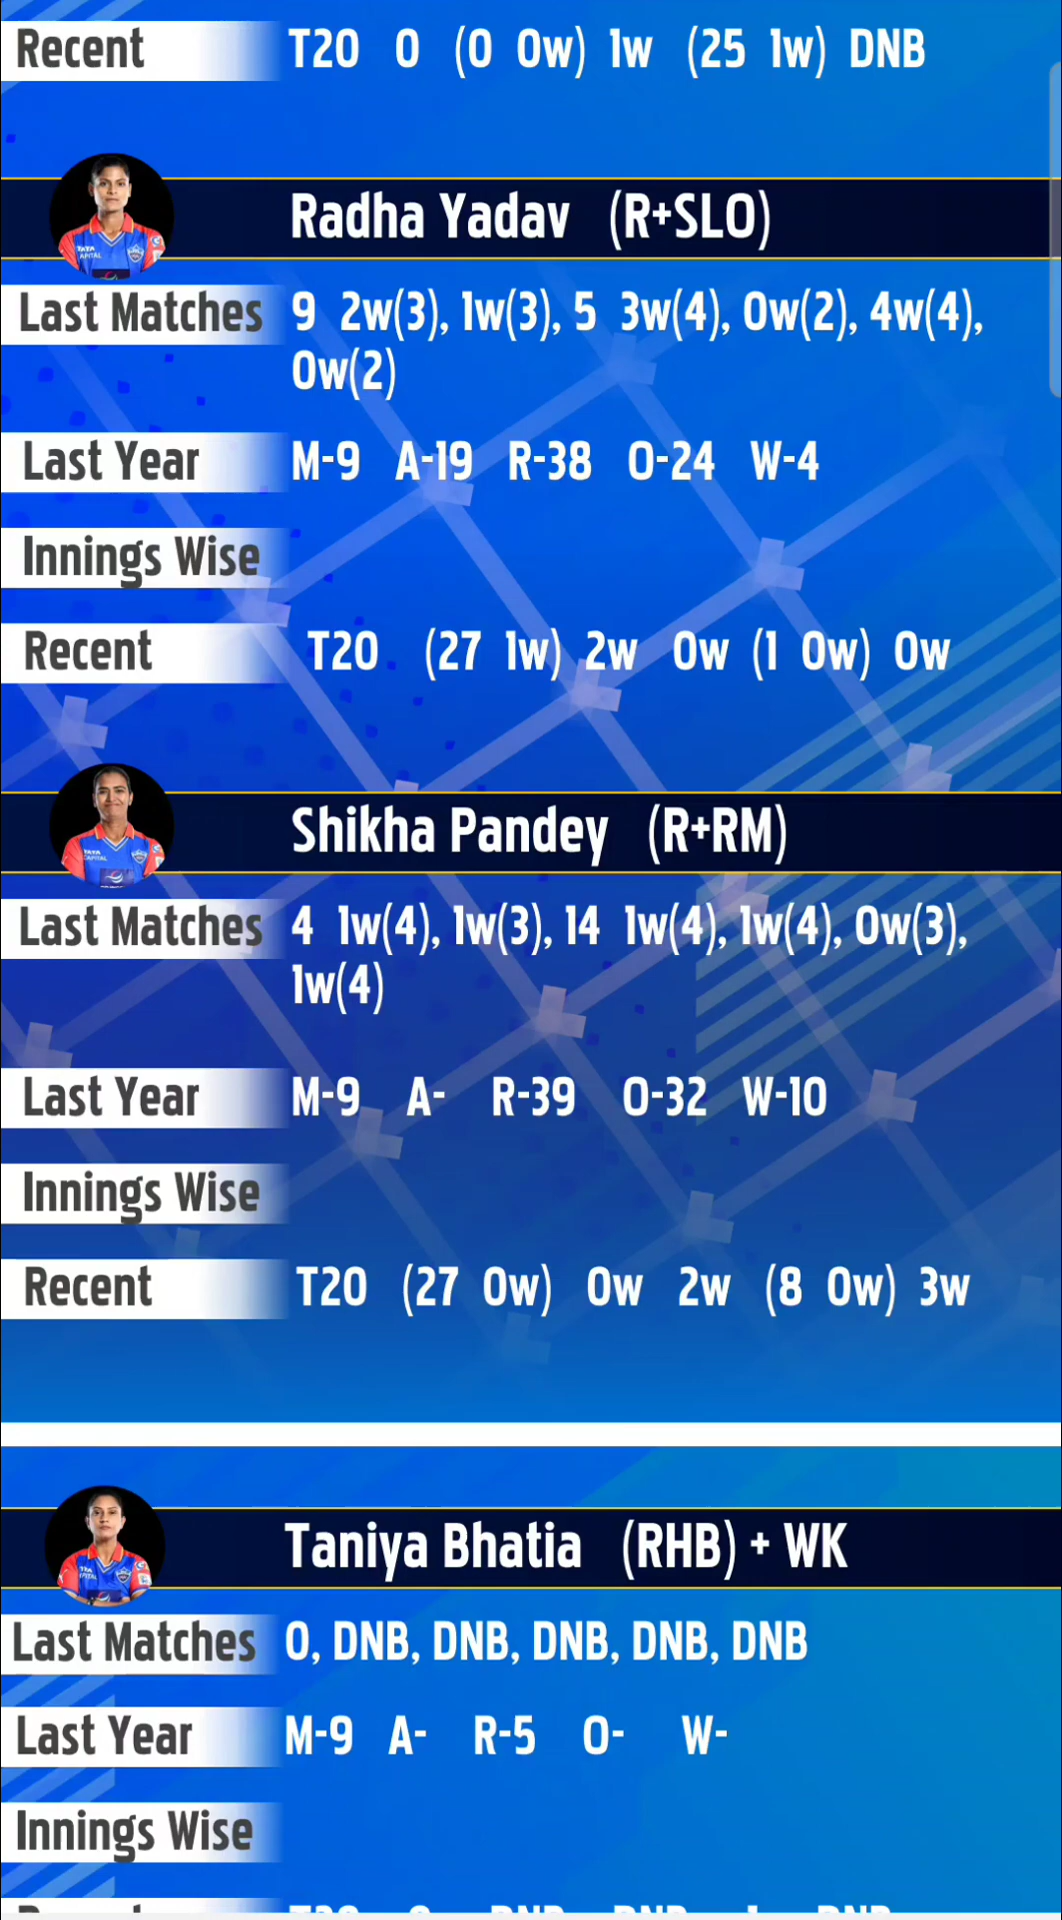 Recent T20 0 (0 0w) 1w (25 1w) DNB
Radha Yadav (R+SLO)
Last Matches 9 2w(3), 1w(3), 5 3w(4), 0w(2), 4w(4),
0w(2)
Last Year M-9 A-19 R-38 O-24 W-4
Innings Wise
Recent T20 (27 1w) 2w 0w (1 0w) 0w
Shikha Pandey (R+RM)
Last Matches 4 1w(4), 1w(3), 14 1w(4), 1w(4), 0w(3),
1w(4)
Last Year M-9 A- R-39 O-32 W-10
Innings Wise
Recent T20 (27 0w) 0w 2w (8 0w) 3w
Taniya Bhatia (RHB) + WK
Last Matches 0, DNB, DNB, DNB, DNB, DNB
Last Year M-9 A- R-5 O- W-
Innings Wise